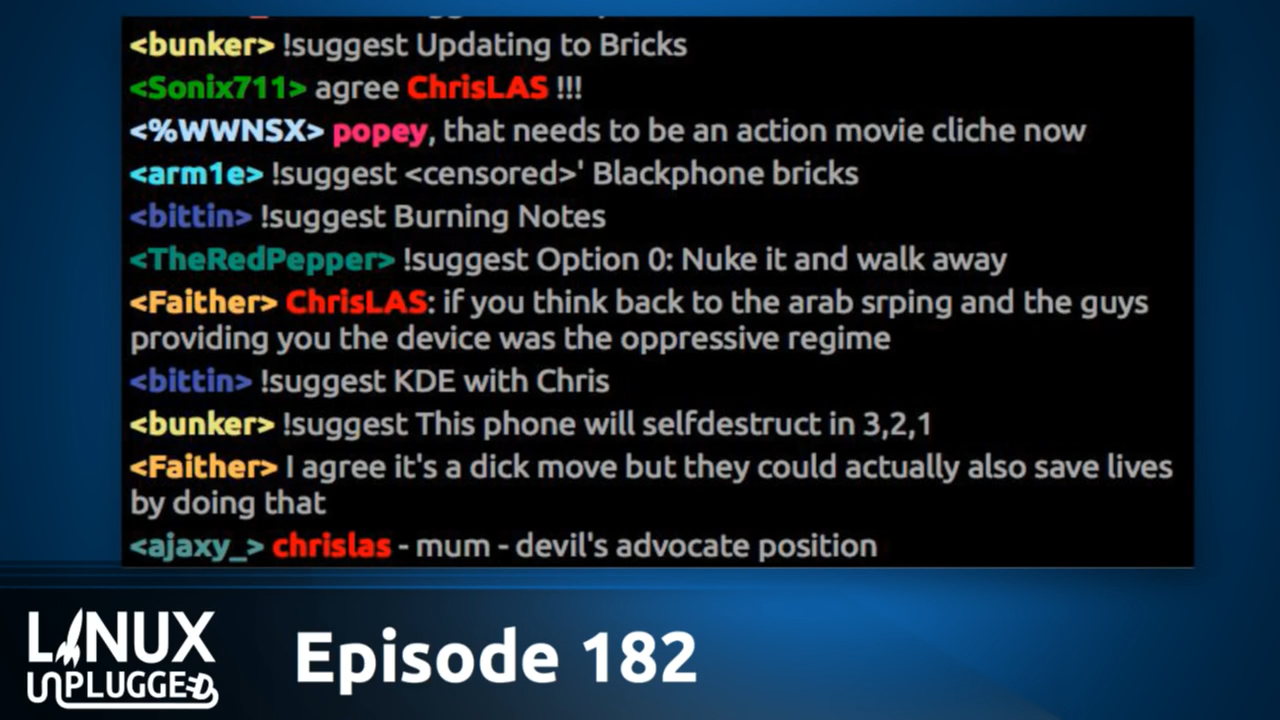 <bunker> !suggest Updating to Bricks
<Sonix711> agree ChrisLAS !!!
<%WWNSX> popey, that needs to be an action movie cliche now
<arm1e> !suggest <censored>' Blackphone bricks
<bittin> !suggest Burning Notes
<TheRedPepper> !suggest Option 0: Nuke it and walk away
<Faither> ChrisLAS: if you think back to the arab srping and the guys
providing you the device was the oppressive regime
<bittin> !suggest KDE with Chris
<bunker> !suggest This phone will selfdestruct in 3,2,1
<Faither> I agree it's a dick move but they could actually also save lives
by doing that
<ajaxy_> chrislas - mum - devil's advocate position
LINUX
UNPLUGGED
Episode 182